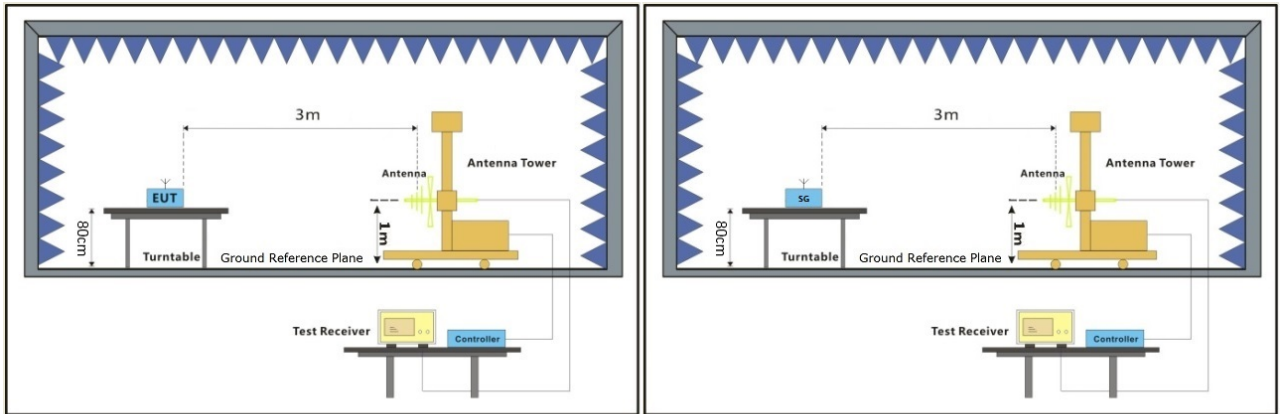 3m
Antenna Tower
Antenna
EUT
80cm
1m
Turntable
Ground Reference Plane
Test Receiver
Controller
3m
Antenna Tower
Antenna
SG
80cm
1m
Turntable
Ground Reference Plane
Test Receiver
Controller